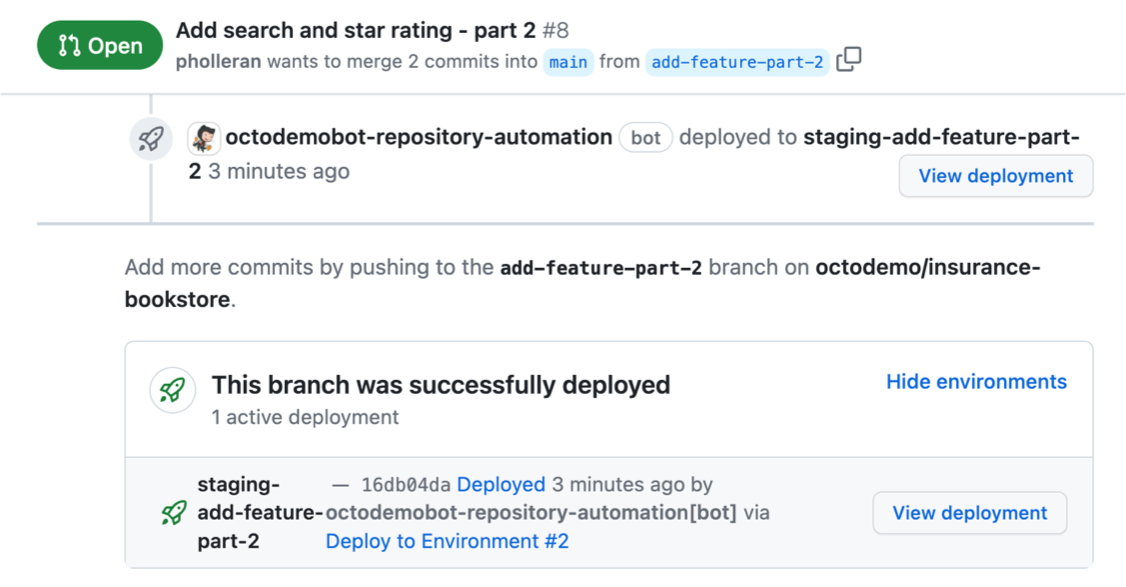 Open
Add search and star rating - part 2 #8
pholleran wants to merge 2 commits into main from add-feature-part-2
octodemobot-repository-automation bot deployed to staging-add-feature-part-
2 3 minutes ago
View deployment
Add more commits by pushing to the add-feature-part-2 branch on octodemo/insurance-
bookstore.
This branch was successfully deployed
Hide environments
1 active deployment
staging-
add-feature-
part-2
— 16db04da Deployed 3 minutes ago by
octodemobot-repository-automation[bot] via
Deploy to Environment #2
View deployment